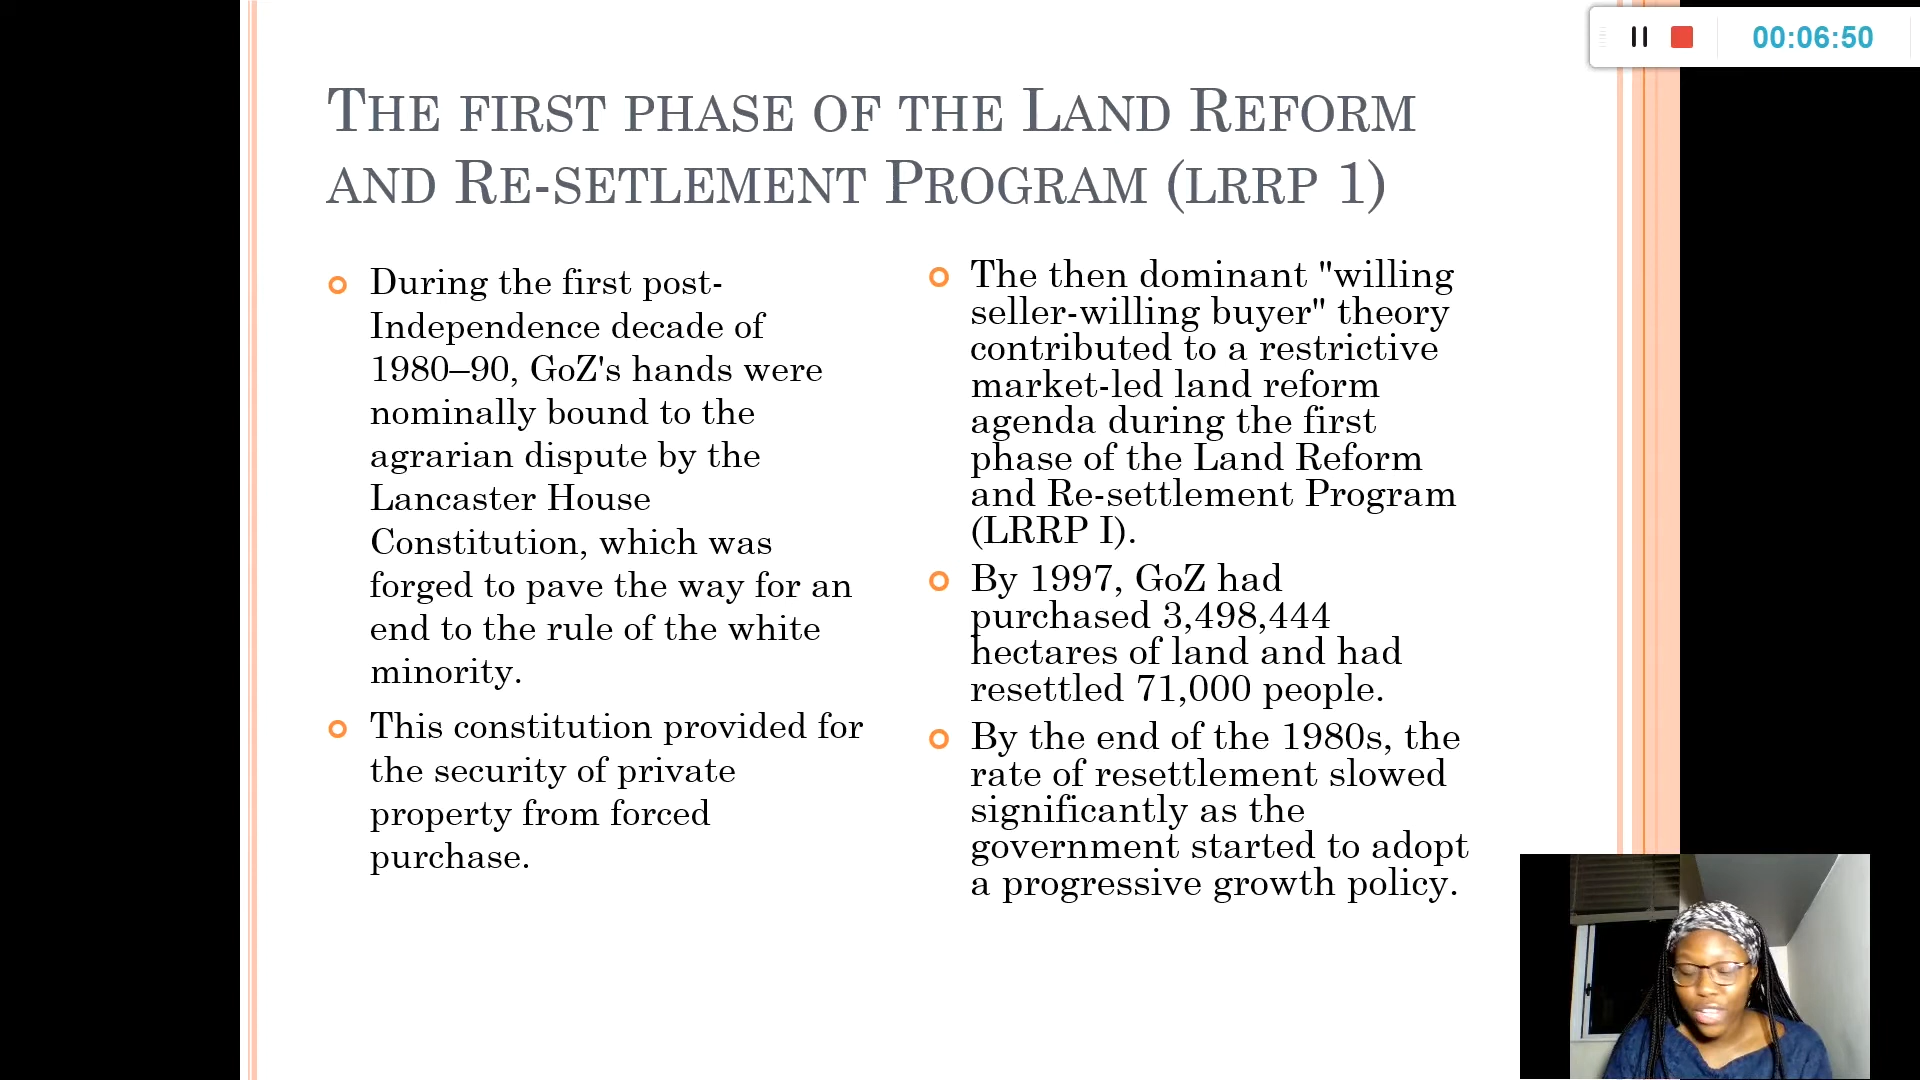 THE FIRST PHASE OF THE LAND REFORM
AND RE-SETLEMENT PROGRAM (LRRP 1)
During the first post-
Independence decade of
1980–90, GoZ's hands were
nominally bound to the
agrarian dispute by the
Lancaster House
Constitution, which was
forged to pave the way for an
end to the rule of the white
minority.
This constitution provided for
the security of private
property from forced
purchase.
The then dominant "willing
seller-willing buyer" theory
contributed to a restrictive
market-led land reform
agenda during the first
phase of the Land Reform
and Re-settlement Program
(LRRP I).
By 1997, GoZ had
purchased 3,498,444
hectares of land and had
resettled 71,000 people.
By the end of the 1980s, the
rate of resettlement slowed
significantly as the
government started to adopt
a progressive growth policy.
00:06:50